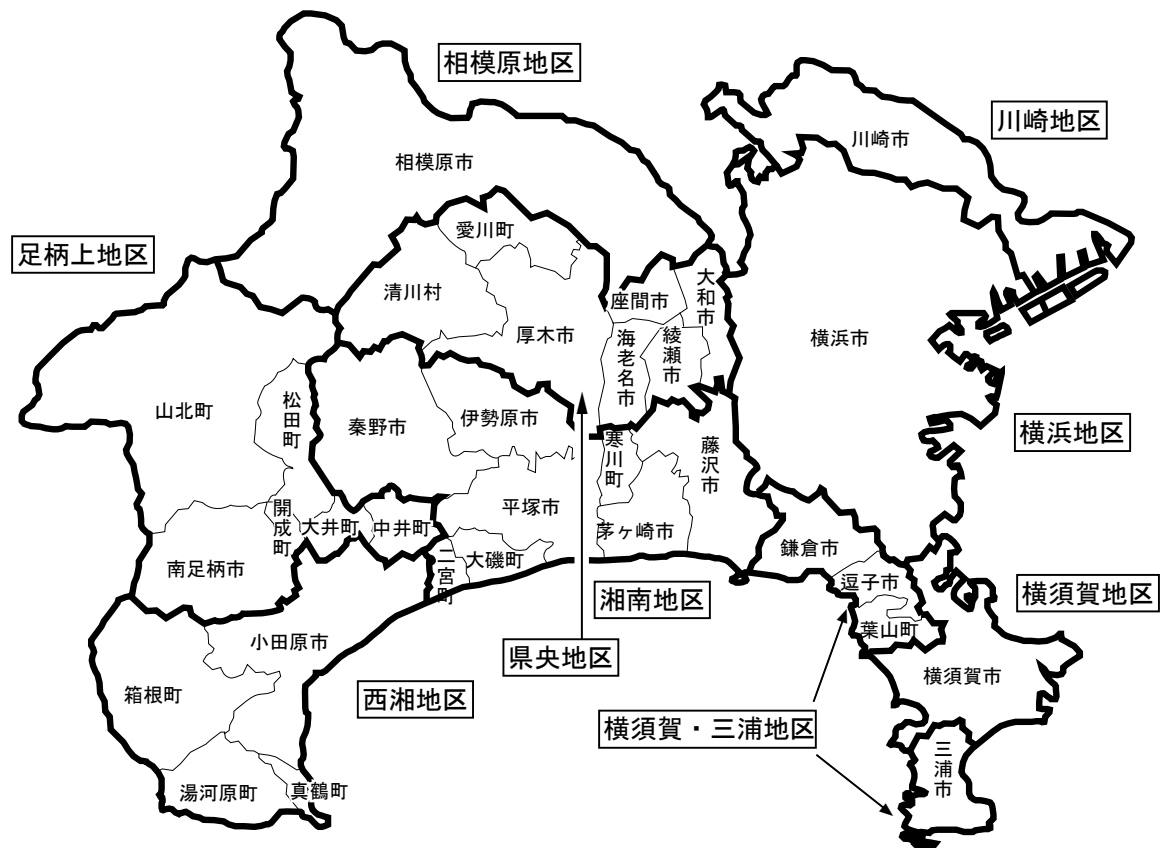 相模原地区
川崎地区
川崎市
相模原市
足柄上地区
愛川町
清川村
座間市
大和市
厚木市
海老名市
綾瀬市
横浜市
山北町
松田町
秦野市
伊勢原市
寒川町
藤沢市
横浜地区
開成町
大井町
中井町
平塚市
茅ヶ崎市
鎌倉市
南足柄市
二宮町
大磯町
湘南地区
逗子市
横須賀地区
葉山町
小田原市
県央地区
箱根町
西湘地区
横須賀市
横須賀・三浦地区
三浦市
湯河原町
真鶴町